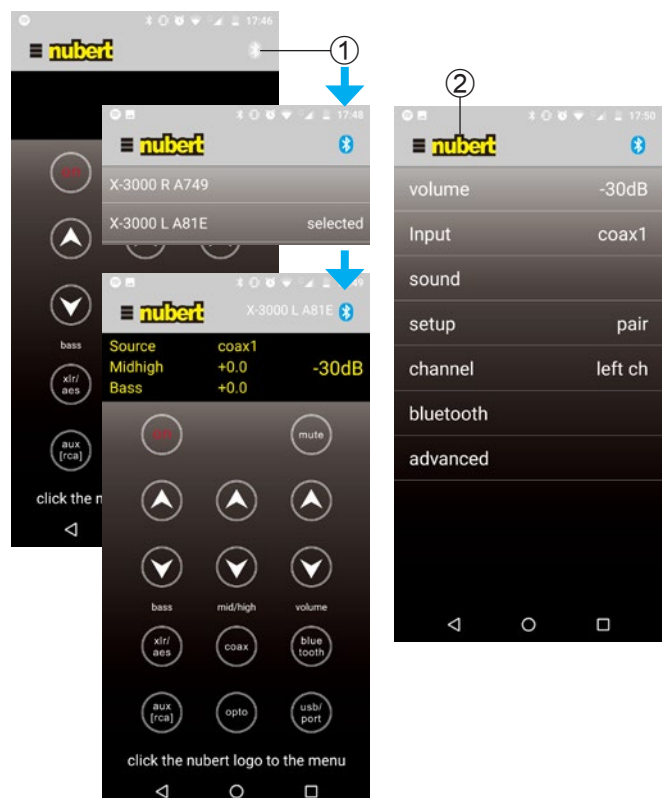 17:46
nubert
1
17:48
nubert
X-3000 R A749
X-3000 L A81E selected
nubert X-3000 L A81E
Source coax1
Midhigh +0.0 -30dB
Bass +0.0
off mute
bass mid/high volume
xlr/ aes
coax
blue tooth
aux [rca]
opto
usb/ port
click the nubert logo to the menu
bass
xlr/ aes
aux [rca]
click the n
2
17:50
nubert
volume -30dB
Input coax1
sound
setup pair
channel left ch
bluetooth
advanced